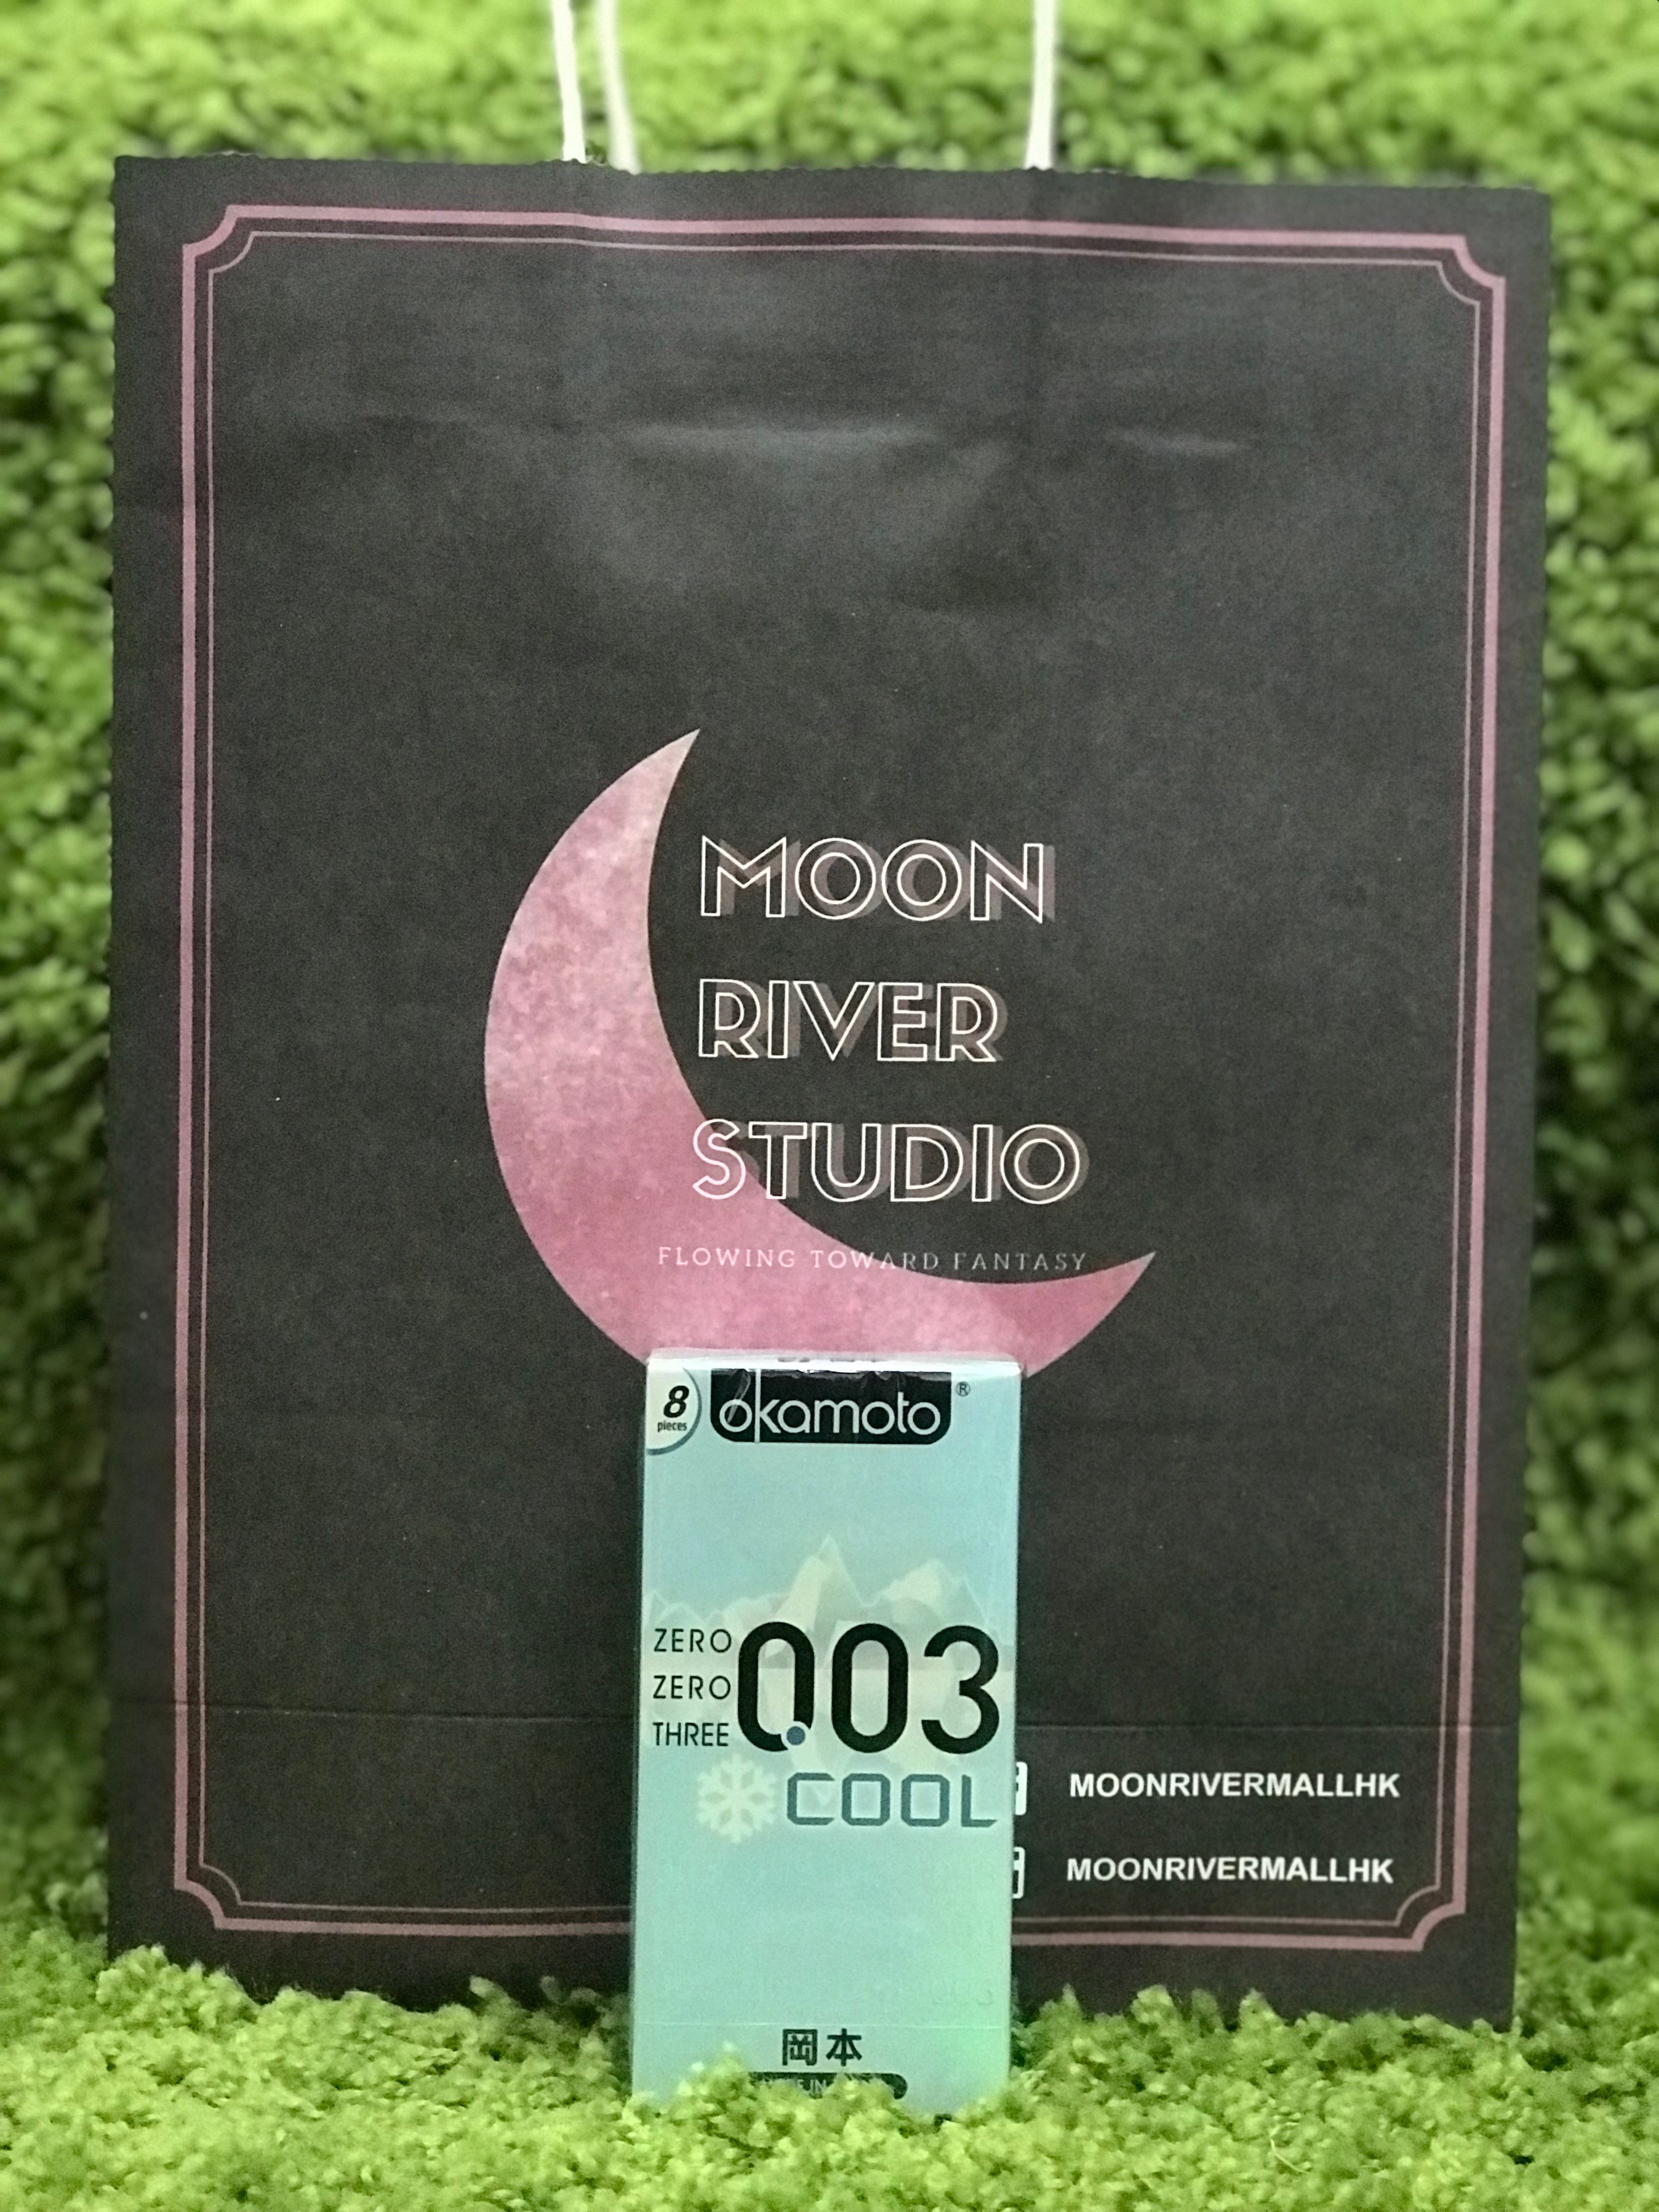 MOON
RIVER
STUDIO
FLOWING TOWARD FANTASY
8
pieces
okamoto®
ZERO
ZERO
THREE
0.03
COOL
MOONRIVERMALLHK
MOONRIVERMALLHK
岡本